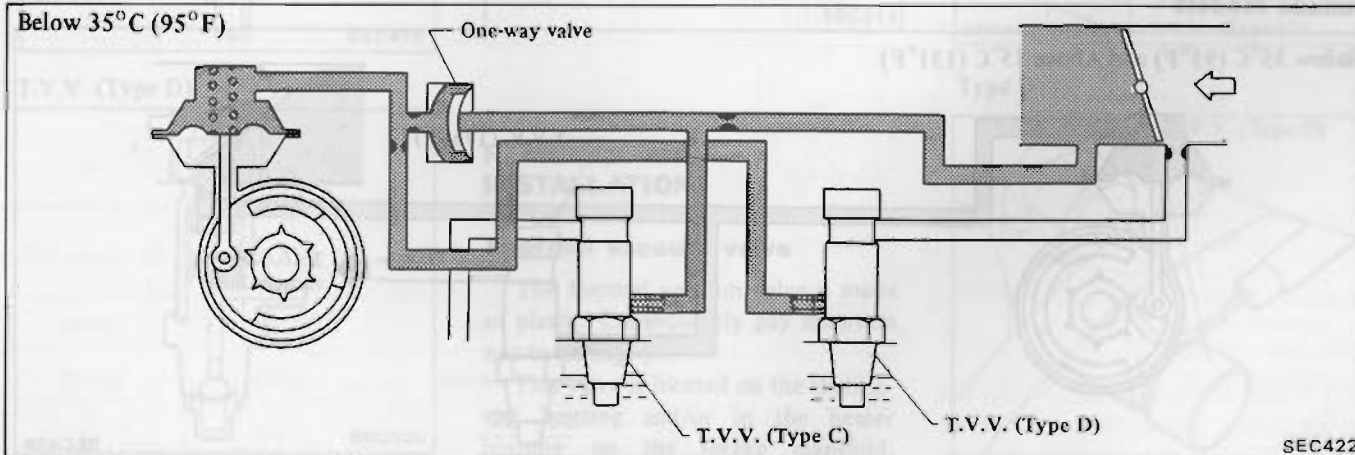 Below 35°C (95°F)
One-way valve
T.V.V. (Type C)
T.V.V. (Type D)
SEC422